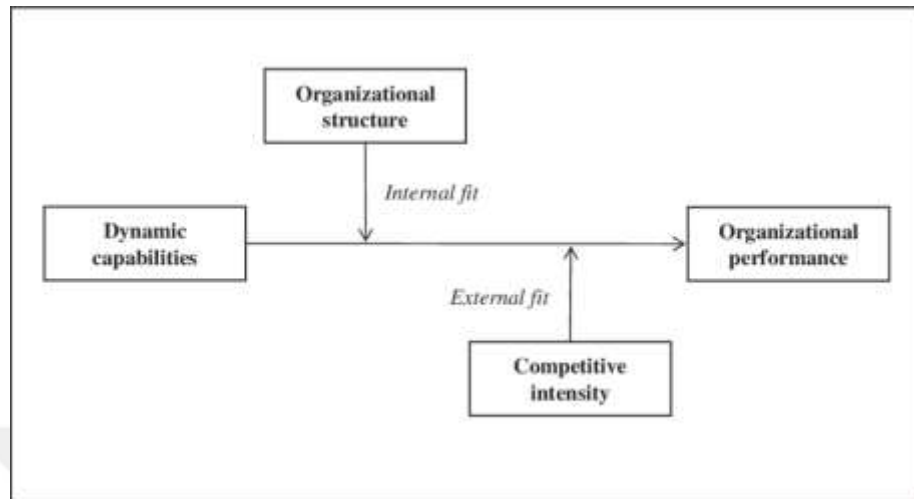 Organizational
structure
Internal fit
Dynamic
capabilities
Organizational
performance
External fit
Competitive
intensity